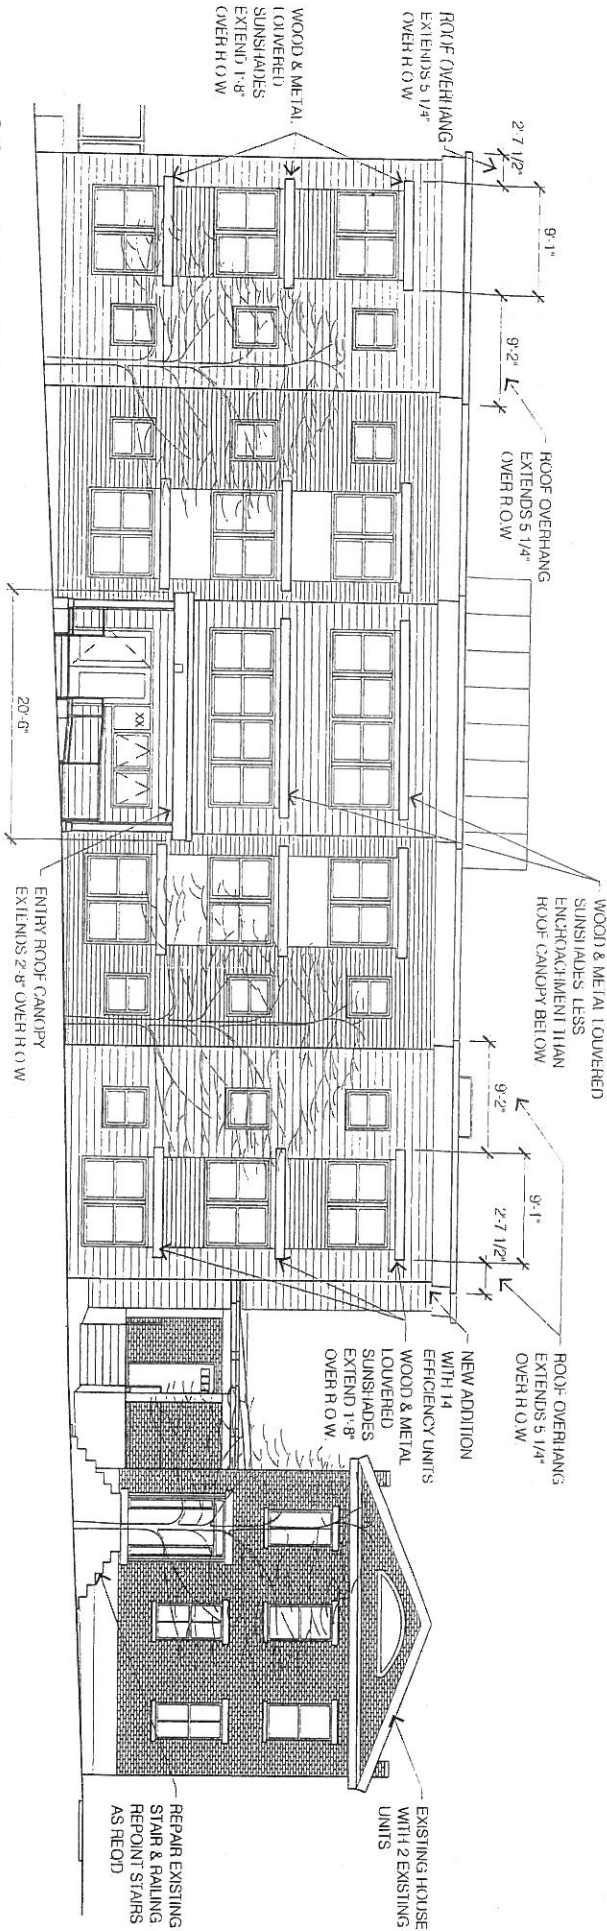 ROOF OVERHANG
EXTENDS 5 1/4"
OVER R.O.W
WOOD & METAL
LOUVERED
SUNSHADES
EXTEND 1'-8"
OVER R.O.W
2'-7 1/2"
9'-1"
9'-2"
ROOF OVERHANG
EXTENDS 5 1/4"
OVER R.O.W
XX
20'-6"
ENTRY ROOF CANOPY
EXTENDS 2'-8" OVER R.O.W
WOOD & METAL LOUVERED
SUNSHADES LESS
ENCROACHMENT THAN
ROOF CANOPY BELOW
9'-2"
9'-1"
2'-7 1/2"
ROOF OVERHANG
EXTENDS 5 1/4"
OVER R.O.W.
NEW ADDITION
WITH 14
EFFICIENCY UNITS
WOOD & METAL
LOUVERED
SUNSHADES
EXTEND 1'-8"
OVER R.O.W.
EXISTING HOUSE
WITH 2 EXISTING
UNITS
REPAIR EXISTING
STAIR & RAILING
REPOINT STAIRS
AS REQ'D